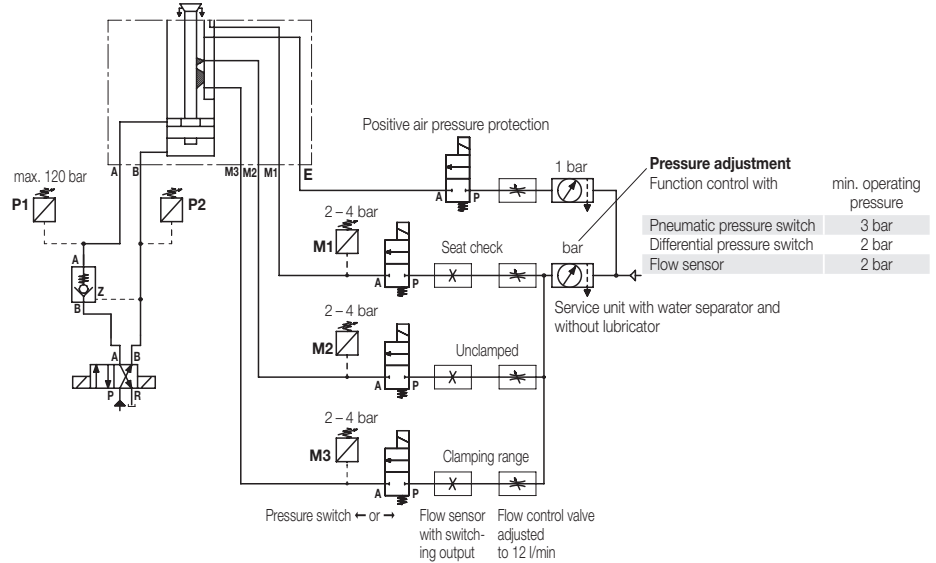 A B M3 M2 M1 E
max. 120 bar
P1 P2
A
Z
B
A B
P R
Positive air pressure protection
A P
1 bar
Pressure adjustment
Function control with
min. operating
pressure
Pneumatic pressure switch 3 bar
Differential pressure switch 2 bar
Flow sensor 2 bar
2 – 4 bar
M1
A P
Seat check
bar
Service unit with water separator and
without lubricator
2 – 4 bar
M2
A P
Unclamped
2 – 4 bar
M3
A P
Clamping range
Pressure switch ← or →
Flow sensor
with switch-
ing output
Flow control valve
adjusted
to 12 l/min